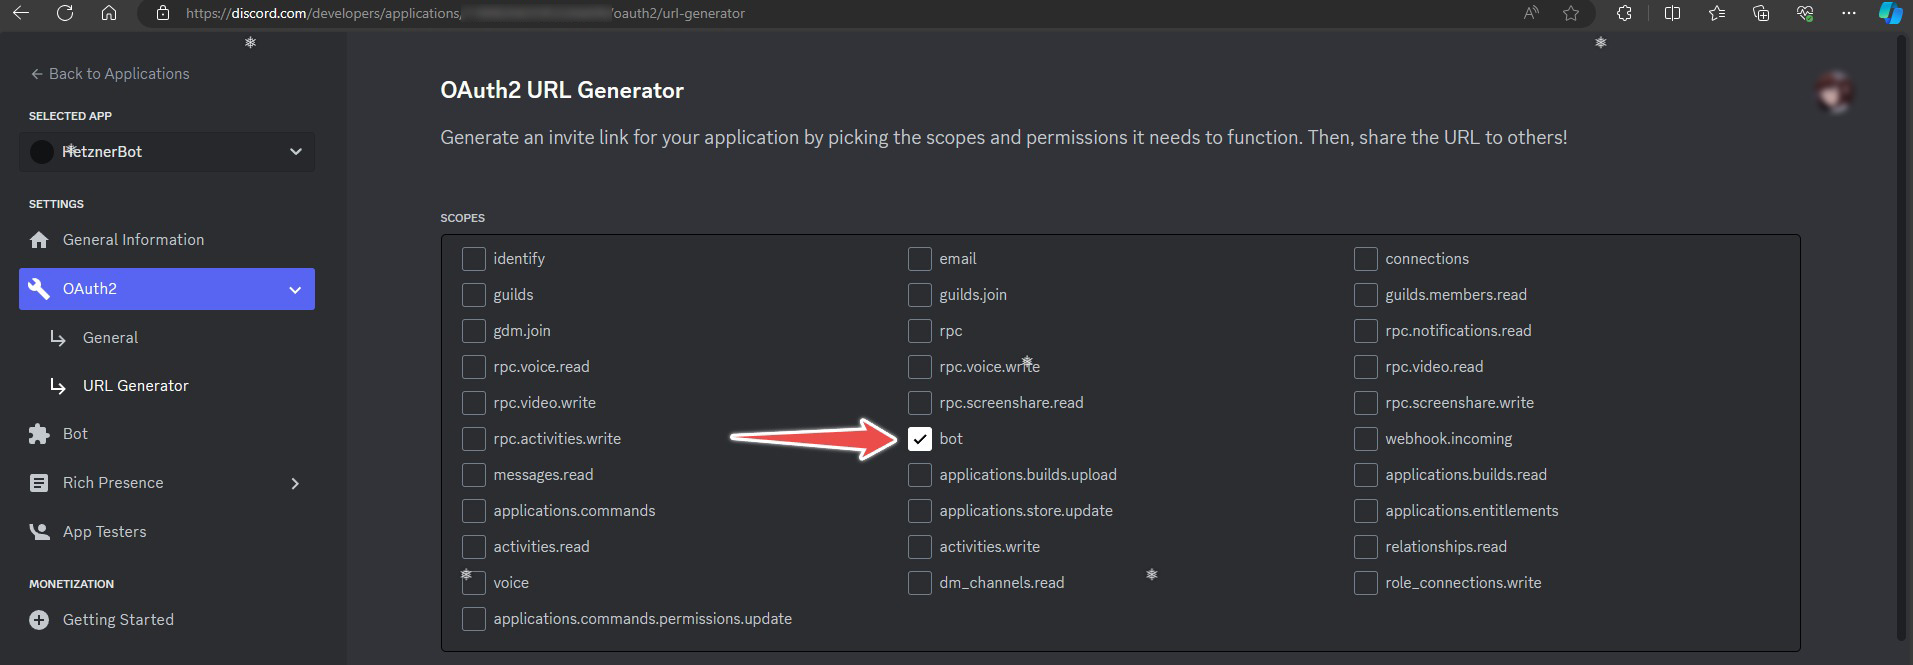 https://discord.com/developers/applications/ /oauth2/url-generator
← Back to Applications
SELECTED APP
HetznerBot
SETTINGS
General Information
OAuth2
General
URL Generator
Bot
Rich Presence
App Testers
MONETIZATION
Getting Started
OAuth2 URL Generator
Generate an invite link for your application by picking the scopes and permissions it needs to function. Then, share the URL to others!
SCOPES
identify email connections
guilds guilds.join guilds.members.read
gdm.join rpc rpc.notifications.read
rpc.voice.read rpc.voice.write rpc.video.read
rpc.video.write rpc.screenshare.read rpc.screenshare.write
rpc.activities.write bot webhook.incoming
messages.read applications.builds.upload applications.builds.read
applications.commands applications.store.update applications.entitlements
activities.read activities.write relationships.read
voice dm_channels.read role_connections.write
applications.commands.permissions.update